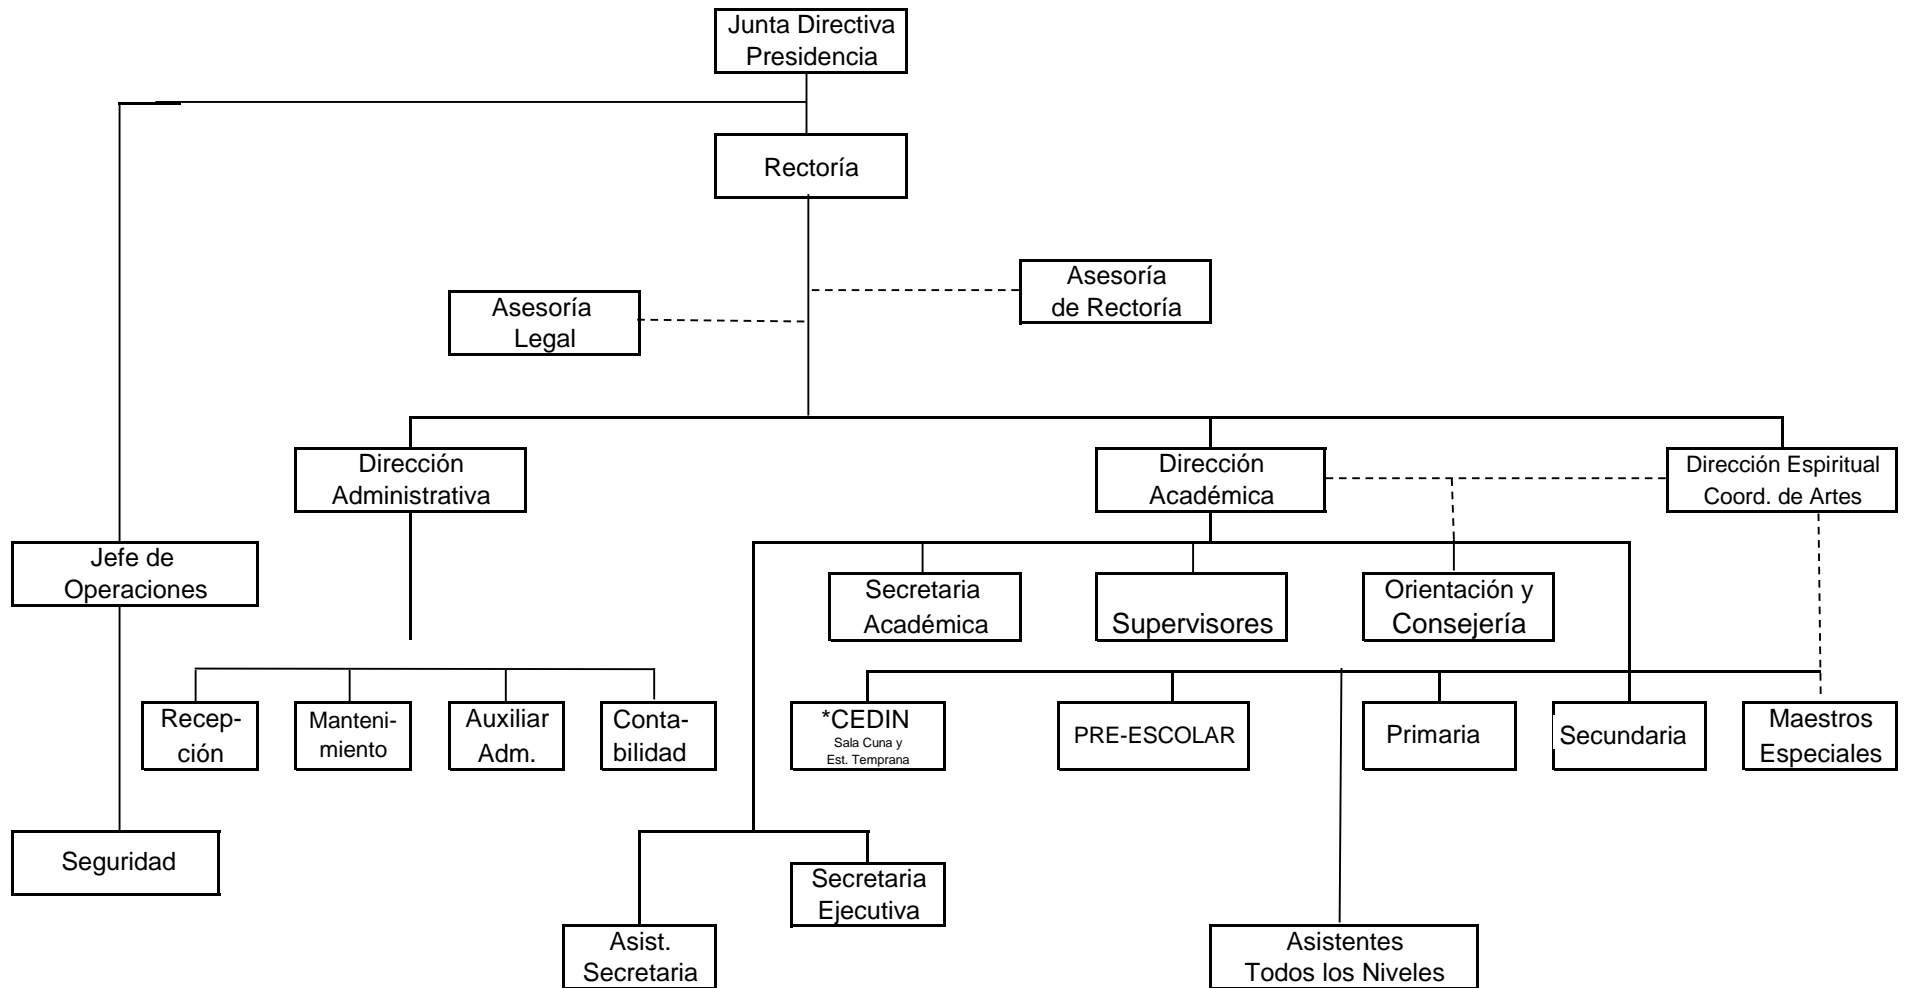 Junta Directiva
Presidencia
Rectoría
Asesoría
de Rectoría
Asesoría
Legal
Dirección
Administrativa
Dirección
Académica
Dirección Espiritual
Coord. de Artes
Jefe de
Operaciones
Secretaria
Académica
Supervisores
Orientación y
Consejería
Recep-
ción
Manteni-
miento
Auxiliar
Adm.
Conta-
bilidad
*CEDIN
Sala Cuna y
Est. Temprana
PRE-ESCOLAR
Primaria
Secundaria
Maestros
Especiales
Seguridad
Secretaria
Ejecutiva
Asist.
Secretaria
Asistentes
Todos los Niveles